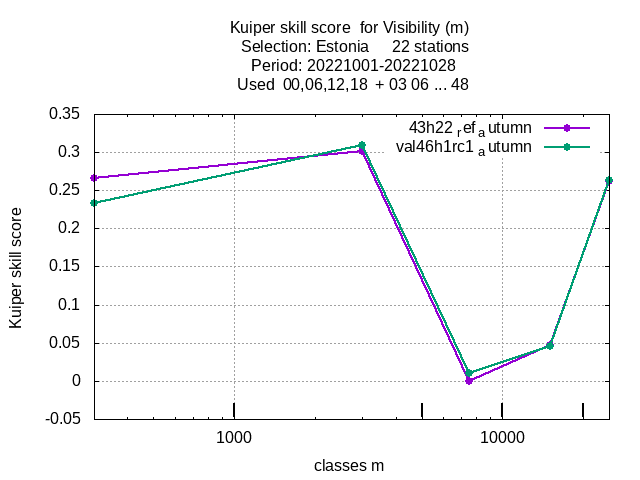 Kuiper skill score  for Visibility (m)
Selection: Estonia     22 stations
Period: 20221001-20221028
Used  00,06,12,18  + 03 06 ... 48
43h22 ref autumn
val46h1rc1 autumn
0.35
0.3
0.25
0.2
0.15
0.1
0.05
0
-0.05
Kuiper skill score
1000
10000
classes m